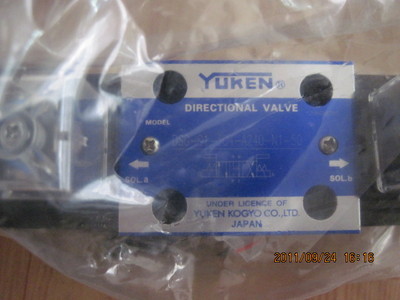 YUKEN®
DIRECTIONAL VALVE
MODEL
SOL.a
SOL.b
UNDER LICENCE OF
YUKEN KOGYO CO.,LTD.
JAPAN
2011/09/24 16:16